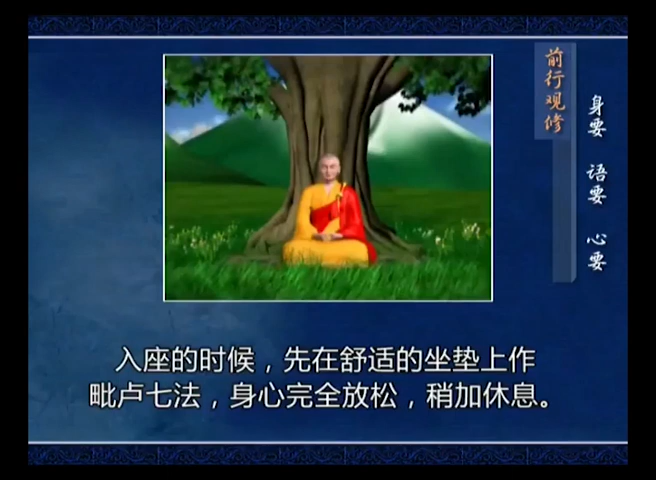 前行观修
身要 语要 心要
入座的时候，先在舒适的坐垫上作
毗卢七法，身心完全放松，稍加休息。